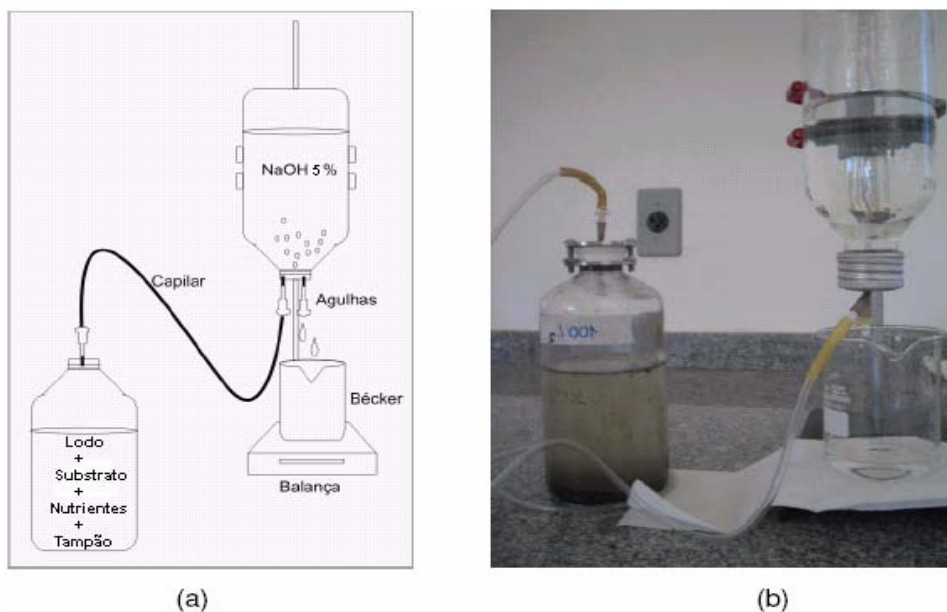 NaOH 5%
Capilar
Agulhas
Bécker
Balança
Lodo
+
Substrato
+
Nutrientes
+
Tampão
(a)
(b)